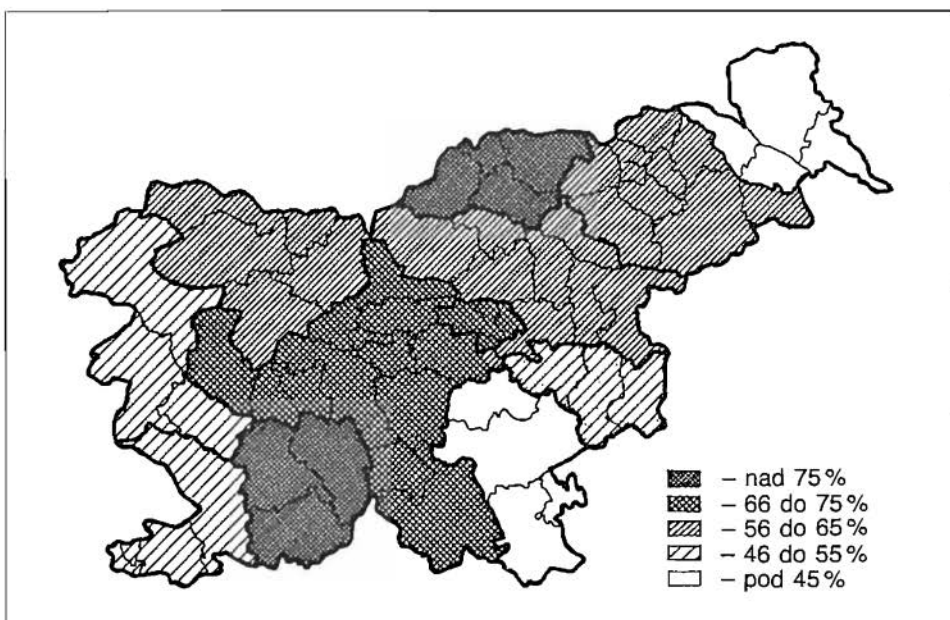 – nad 75 %
– 66 do 75 %
– 56 do 65 %
– 46 do 55 %
– pod 45 %